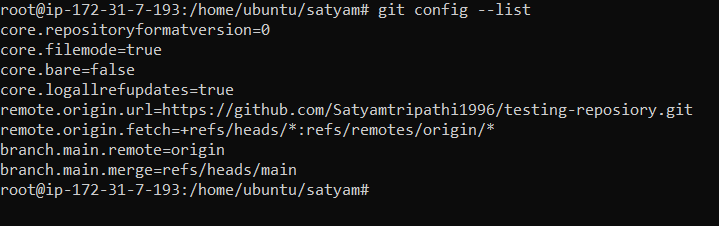 root@ip-172-31-7-193:/home/ubuntu/satyam# git config --list
core.repositoryformatversion=0
core.filemode=true
core.bare=false
core.logallrefupdates=true
remote.origin.url=https://github.com/Satyamtripathi1996/testing-reposiory.git
remote.origin.fetch=+refs/heads/*:refs/remotes/origin/*
branch.main.remote=origin
branch.main.merge=refs/heads/main
root@ip-172-31-7-193:/home/ubuntu/satyam#